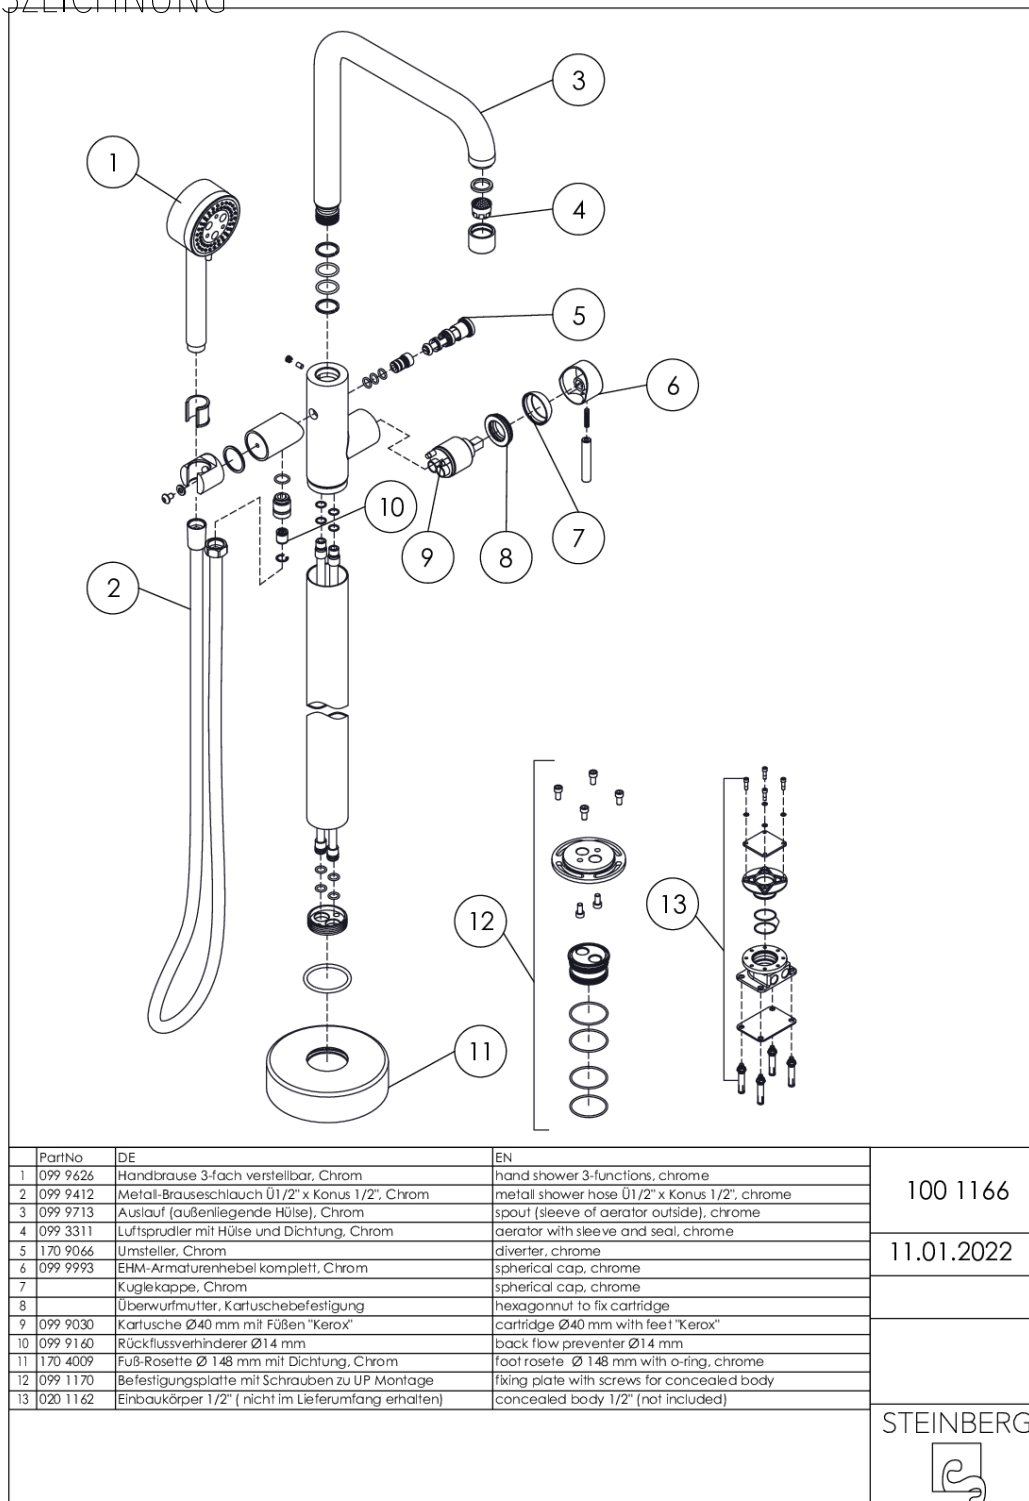 SZEICHNUNG
3
1
4
5
6
10
7
8
9
2
12
13
11
PartNo DE EN
1 099 9626 Handbrause 3-fach verstellbar, Chrom hand shower 3-functions, chrome
2 099 9412 Metall-Brauseschlauch Ü1/2" x Konus 1/2", Chrom metall shower hose Ü1/2" x Konus 1/2", chrome
3 099 9713 Auslauf (außenliegende Hülse), Chrom spout (sleeve of aerator outside), chrome
4 099 3311 Luftsprudler mit Hülse und Dichtung, Chrom aerator with sleeve and seal, chrome
5 170 9066 Umsteller, Chrom diverter, chrome
6 099 9993 EHM-Armaturenhebel komplett, Chrom spherical cap, chrome
7 Kuglekappe, Chrom spherical cap, chrome
8 Überwurfmutter, Kartuschebefestigung hexagonnut to fix cartridge
9 099 9030 Kartusche Ø40 mm mit Füßen "Kerox" cartridge Ø40 mm with feet "Kerox"
10 099 9160 Rückflussverhinderer Ø14 mm back flow preventer Ø14 mm
11 170 4009 Fuß-Rosette Ø 148 mm mit Dichtung, Chrom foot rosete Ø 148 mm with o-ring, chrome
12 099 1170 Befestigungsplatte mit Schrauben zu UP Montage fixing plate with screws for concealed body
13 020 1162 Einbaukörper 1/2" ( nicht im Lieferumfang erhalten) concealed body 1/2" (not included)
100 1166
11.01.2022
STEINBERG